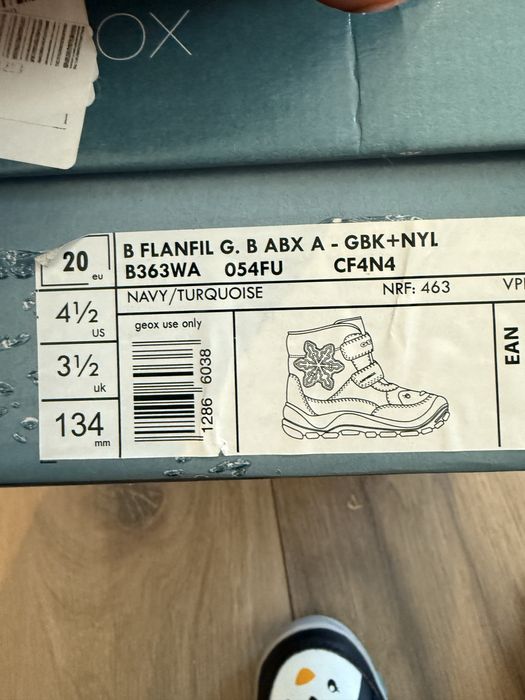 OX
B FLANFIL G. B ABX A - GBK+NYL
B363WA 054FU CF4N4
NAVY/TURQUOISE NRF: 463
20 eu
4½ US
3½ uk
134 mm
geox use only
1286 6038
EAN